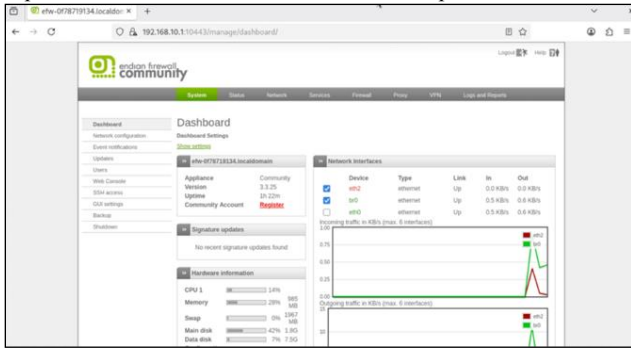 efw-0f78719134.localdon × +
192.168.10.1:10443/manage/dashboard/
Logout Help
endian firewall
community
System Status Network Services Firewall Proxy VPN Logs and Reports
Dashboard
Network configuration
Event notifications
Updates
Users
Web Console
SSH access
GUI settings
Backup
Shutdown
Dashboard
Dashboard Settings
Show settings
efw-0f78719134.localdomain
Appliance Community
Version 3.3.25
Uptime 1h 22m
Community Account Register
Signature updates
No recent signature updates found
Hardware information
CPU 1 14%
Memory 28% 985 MB
Swap 0% 1967 MB
Main disk 42% 1.9G
Data disk 7% 7.5G
Network Interfaces
Device Type Link In Out
eth2 ethernet Up 0.0 KB/s 0.0 KB/s
br0 ethernet Up 0.5 KB/s 0.6 KB/s
eth0 ethernet Up 0.5 KB/s 0.6 KB/s
Incoming traffic in KB/s (max. 6 interfaces)
1.00
0.75
0.50
0.25
0.00
eth2
br0
Outgoing traffic in KB/s (max. 6 interfaces)
15
10
eth2
br0